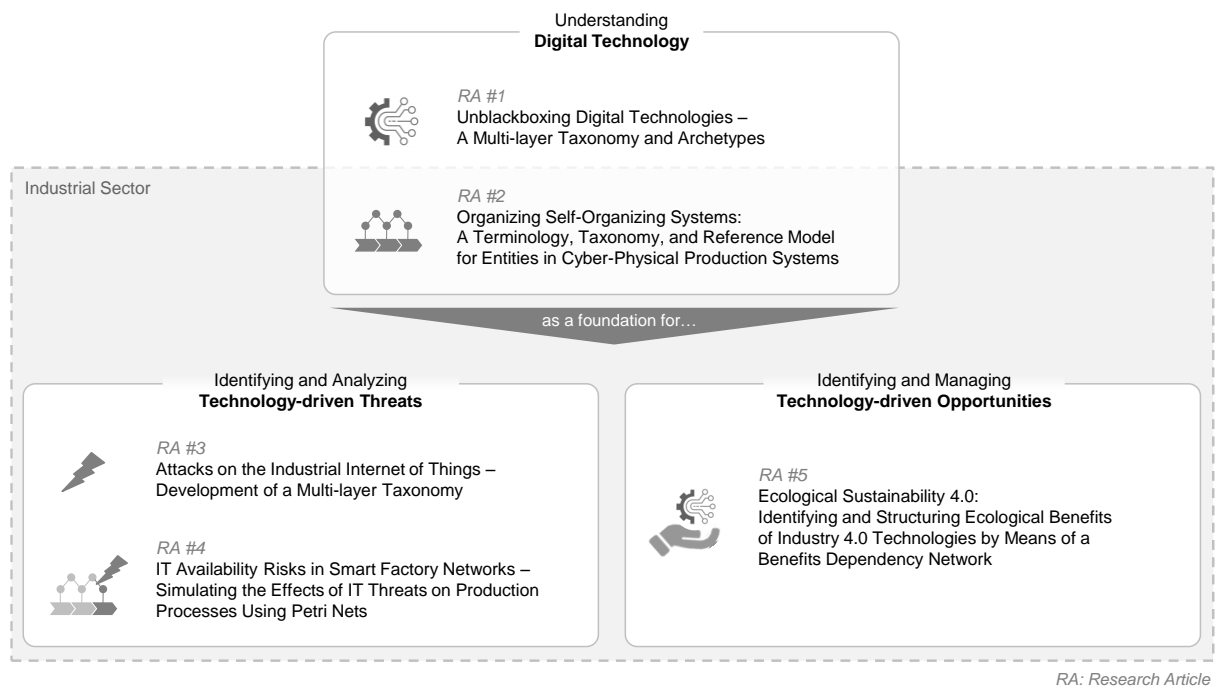 Understanding
Digital Technology
RA #1
Unblackboxing Digital Technologies –
A Multi-layer Taxonomy and Archetypes
Industrial Sector
RA #2
Organizing Self-Organizing Systems:
A Terminology, Taxonomy, and Reference Model
for Entities in Cyber-Physical Production Systems
as a foundation for…
Identifying and Analyzing
Technology-driven Threats
RA #3
Attacks on the Industrial Internet of Things –
Development of a Multi-layer Taxonomy
RA #4
IT Availability Risks in Smart Factory Networks –
Simulating the Effects of IT Threats on Production
Processes Using Petri Nets
Identifying and Managing
Technology-driven Opportunities
RA #5
Ecological Sustainability 4.0:
Identifying and Structuring Ecological Benefits
of Industry 4.0 Technologies by Means of a
Benefits Dependency Network
RA: Research Article